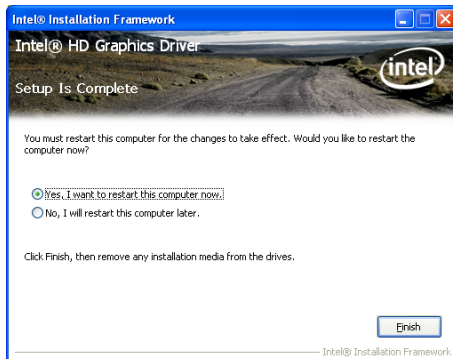 Intel® Installation Framework
Intel® HD Graphics Driver
intel
Setup Is Complete
You must restart this computer for the changes to take effect. Would you like to restart the
computer now?
Yes, I want to restart this computer now.
No, I will restart this computer later.
Click Finish, then remove any installation media from the drives.
Finish
Intel® Installation Framework